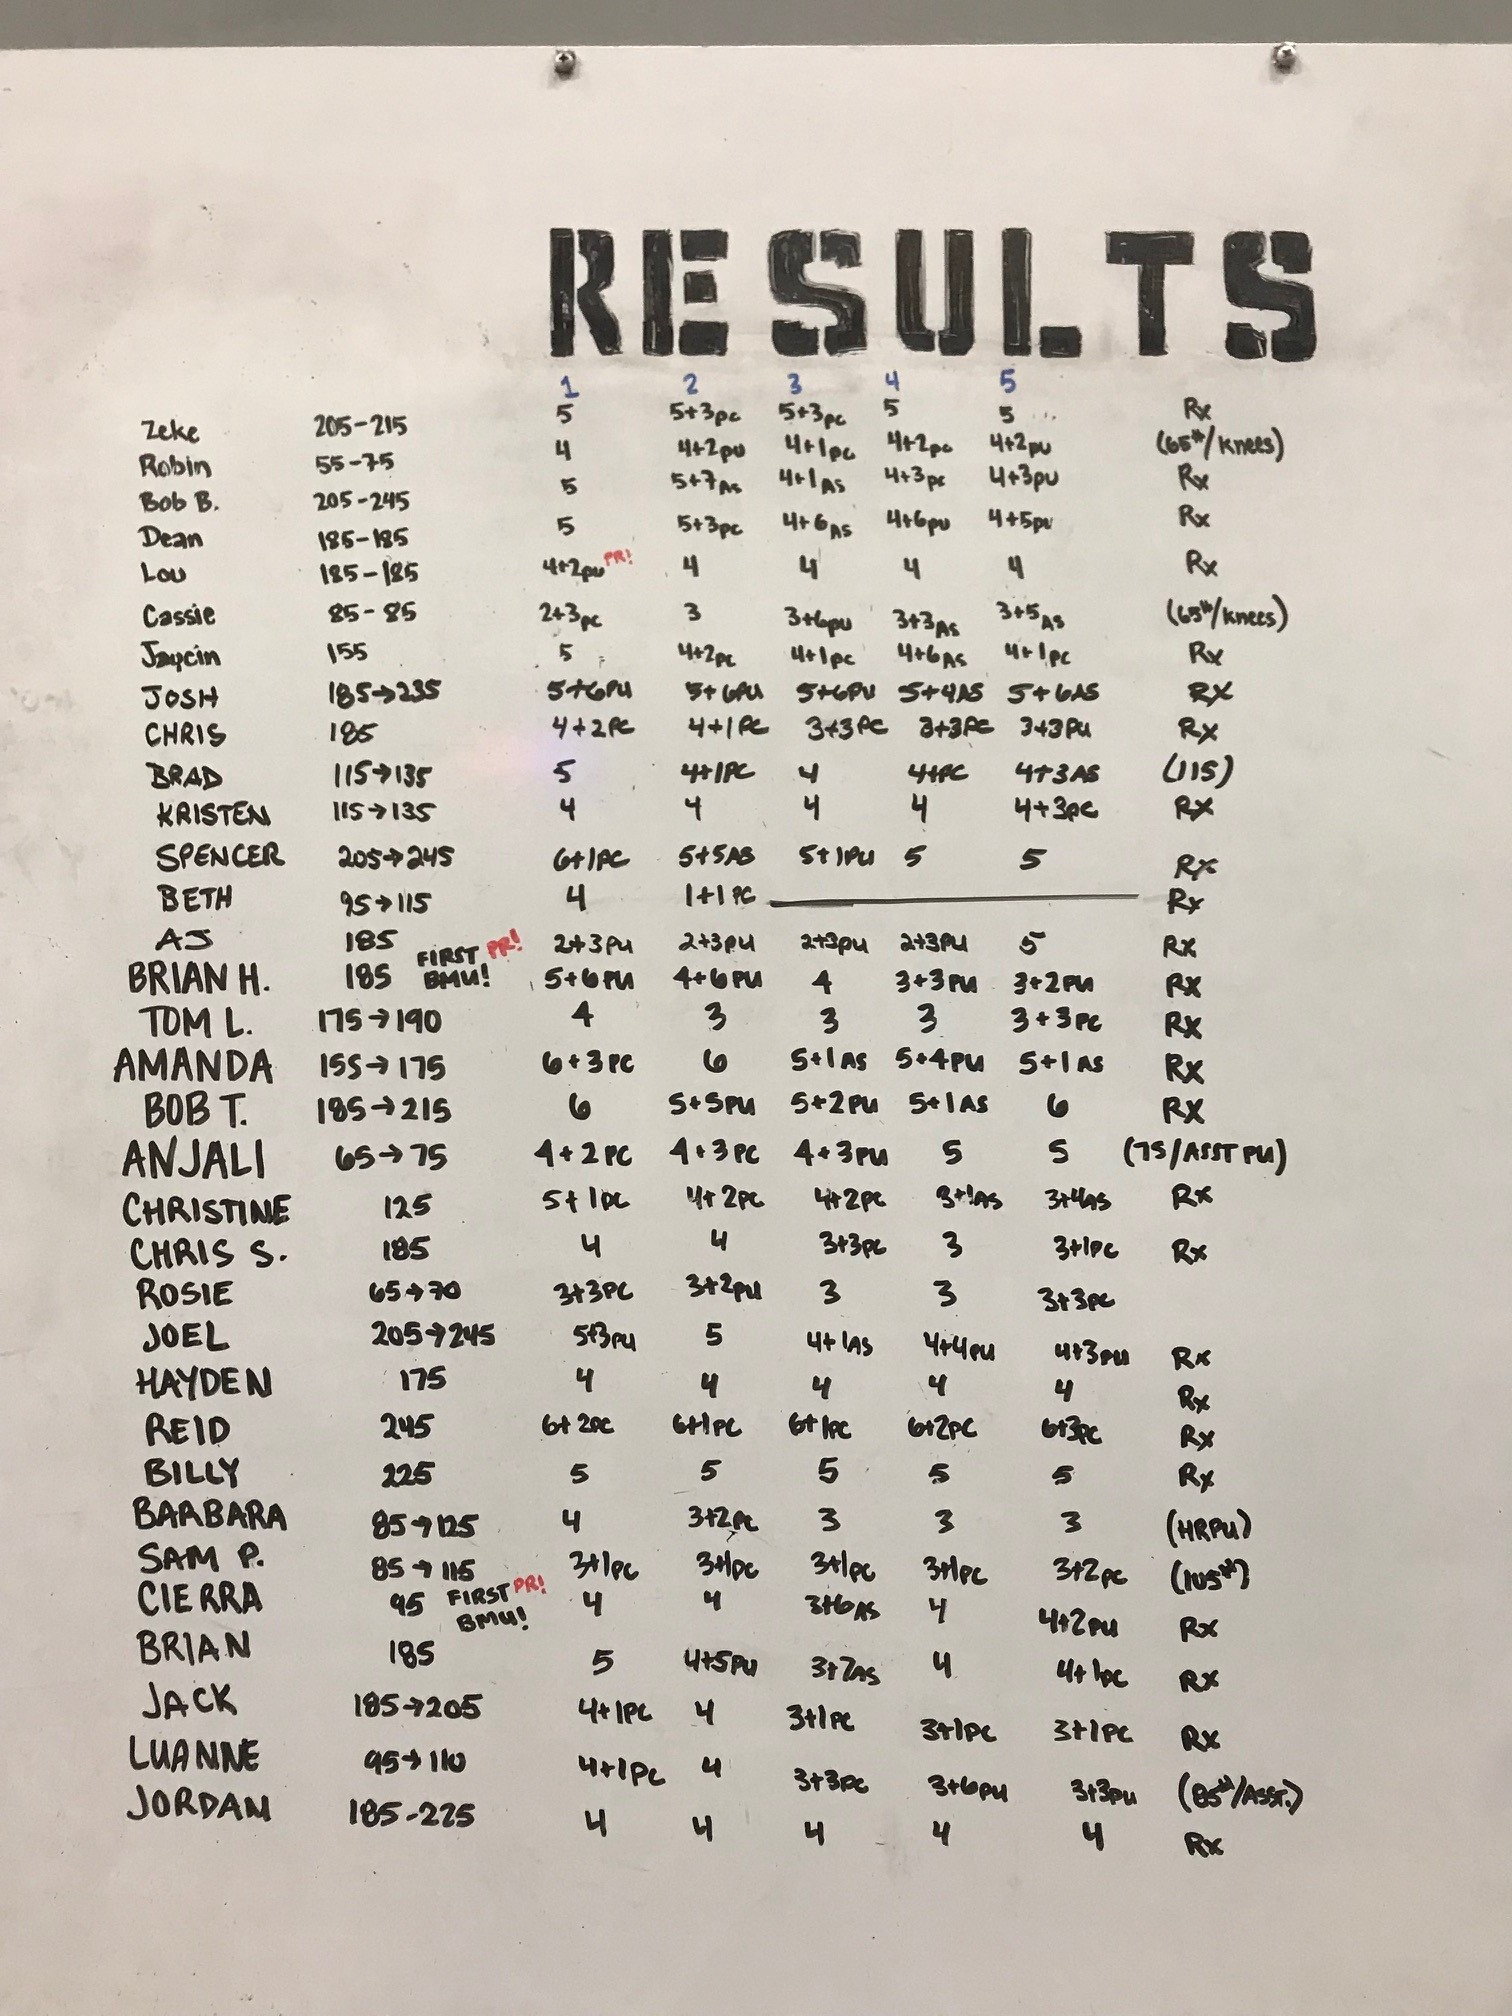 RESULTS
1 2 3 4 5
Zeke 205-215 5 5+3pc 5+3pc 5 5 Rx
Robin 55-75 4 4+2pu 4+1pc 4+2pc 4+2pu (65#/knees)
Bob B. 205-245 5 5+7As 4+1As 4+3pc 4+3pu Rx
Dean 185-185 5 5+3pc 4+6As 4+6pu 4+5pu Rx
Lou 185-185 4+2pu PR! 4 4 4 4 Rx
Cassie 85-85 2+3pc 3 3+6pu 3+3As 3+5As (65#/knees)
Jaycin 155 5 4+2pc 4+1pc 4+6As 4+1pc Rx
JOSH 185→235 5+6PU 5+6PU 5+6PU 5+4AS 5+6AS RX
CHRIS 185 4+2PC 4+1PC 3+3PC 3+3PC 3+3PU Rx
BRAD 115→135 5 4+1PC 4 4+PC 4+3AS (115)
KRISTEN 115→135 4 4 4 4 4+3PC RX
SPENCER 205→245 6+1PC 5+5AS 5+1PU 5 5 Rx
BETH 95→115 4 1+1PC Rx
AJ 185 2+3PU 2+3PU 2+3PU 2+3PU 5 Rx
BRIAN H. 185 FIRST PR! BMU! 5+6PU 4+6PU 4 3+3PU 3+2PU RX
TOM L. 175→190 4 3 3 3 3+3PC RX
AMANDA 155→175 6+3PC 6 5+1AS 5+4PU 5+1AS RX
BOB T. 185→215 6 5+5PU 5+2PU 5+1AS 6 RX
ANJALI 65→75 4+2PC 4+3PC 4+3PU 5 5 (75/ASST PU)
CHRISTINE 125 5+1PC 4+2PC 4+2PC 3+1AS 3+4AS Rx
CHRIS S. 185 4 4 3+3PC 3 3+1PC Rx
ROSIE 65→70 3+3PC 3+2PU 3 3 3+3PC
JOEL 205→245 5+3PU 5 4+1AS 4+4PU 4+3PU Rx
HAYDEN 175 4 4 4 4 4 Rx
REID 245 6+2PC 6+1PC 6+1PC 6+2PC 6+3PC Rx
BILLY 225 5 5 5 5 5 Rx
BARBARA 85→125 4 3+2PC 3 3 3 (HRPU)
SAM P. 85→115 3+1PC 3+1PC 3+1PC 3+1PC 3+2PC (105#)
CIERRA 95 FIRST PR! BMU! 4 4 3+6AS 4 4+2PU Rx
BRIAN 185 5 4+5PU 3+7AS 4 4+1PC Rx
JACK 185→205 4+1PC 4 3+1PC 3+1PC 3+1PC Rx
LUANNE 95→110 4+1PC 4 3+3PC 3+6PU 3+3PU (85#/ASST.)
JORDAN 185-225 4 4 4 4 4 Rx